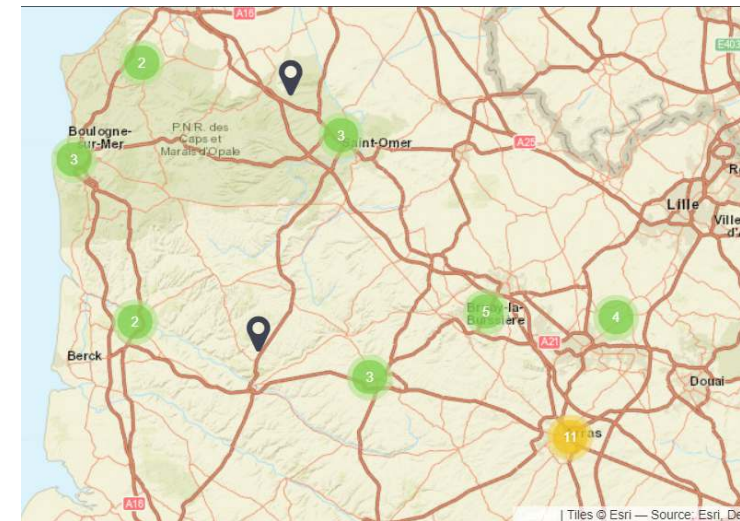 A16
E403
2
P.N.R. des
Caps et
Marais d'Opale
Boulogne-
sur-Mer
3
3
Saint-Omer
A25
Lille
Ville
d'A
2
5
4
Berck
A21
3
Douai
11
A16
| Tiles © Esri — Source: Esri, De